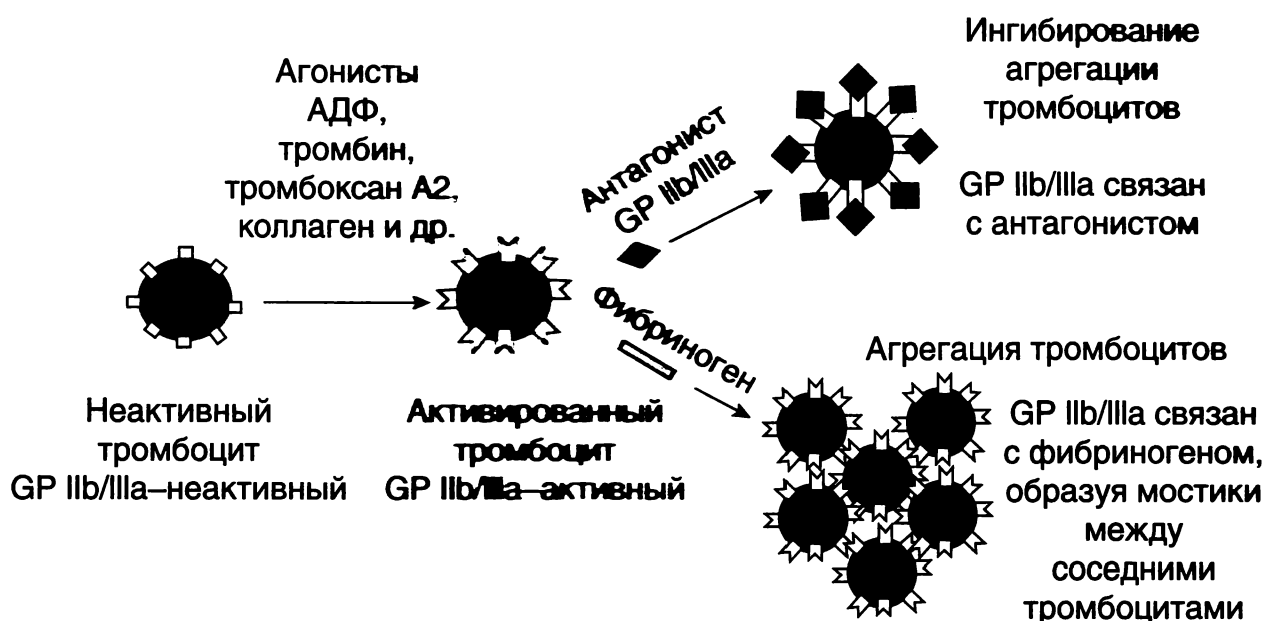 Агонисты
АДФ,
тромбин,
тромбоксан А2,
коллаген и др.
Неактивный
тромбоцит
GP IIb/IIIa–неактивный
Активированный
тромбоцит
GP IIb/IIIa–активный
Антагонист
GP IIb/IIIa
Фибриноген
Ингибирование
агрегации
тромбоцитов
GP IIb/IIIa связан
с антагонистом
Агрегация тромбоцитов
GP IIb/IIIa связан
с фибриногеном,
образуя мостики
между
соседними
тромбоцитами